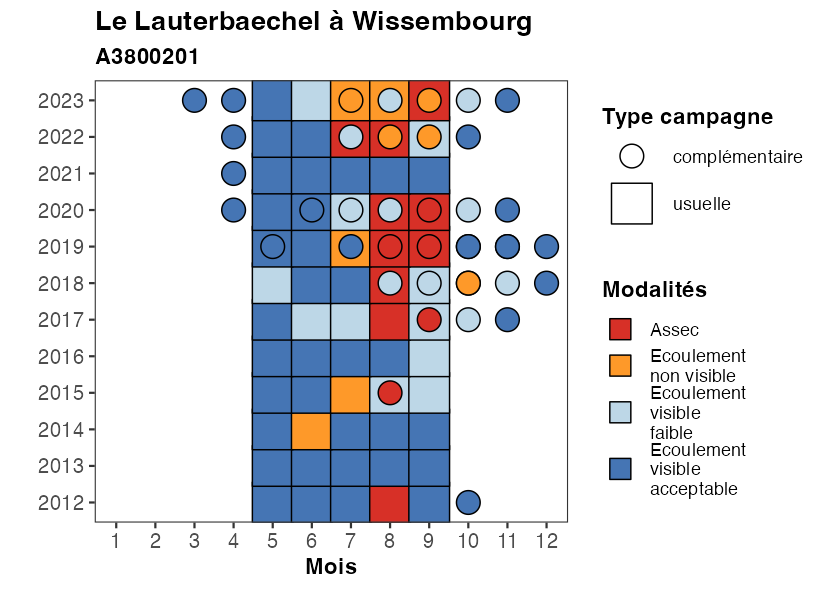 Le Lauterbaechel à Wissembourg
A3800201
2023
2022
2021
2020
2019
2018
2017
2016
2015
2014
2013
2012
1 2 3 4 5 6 7 8 9 10 11 12
Mois
Type campagne
complémentaire
usuelle
Modalités
Assec
Ecoulement
non visible
Ecoulement
visible
faible
Ecoulement
visible
acceptable